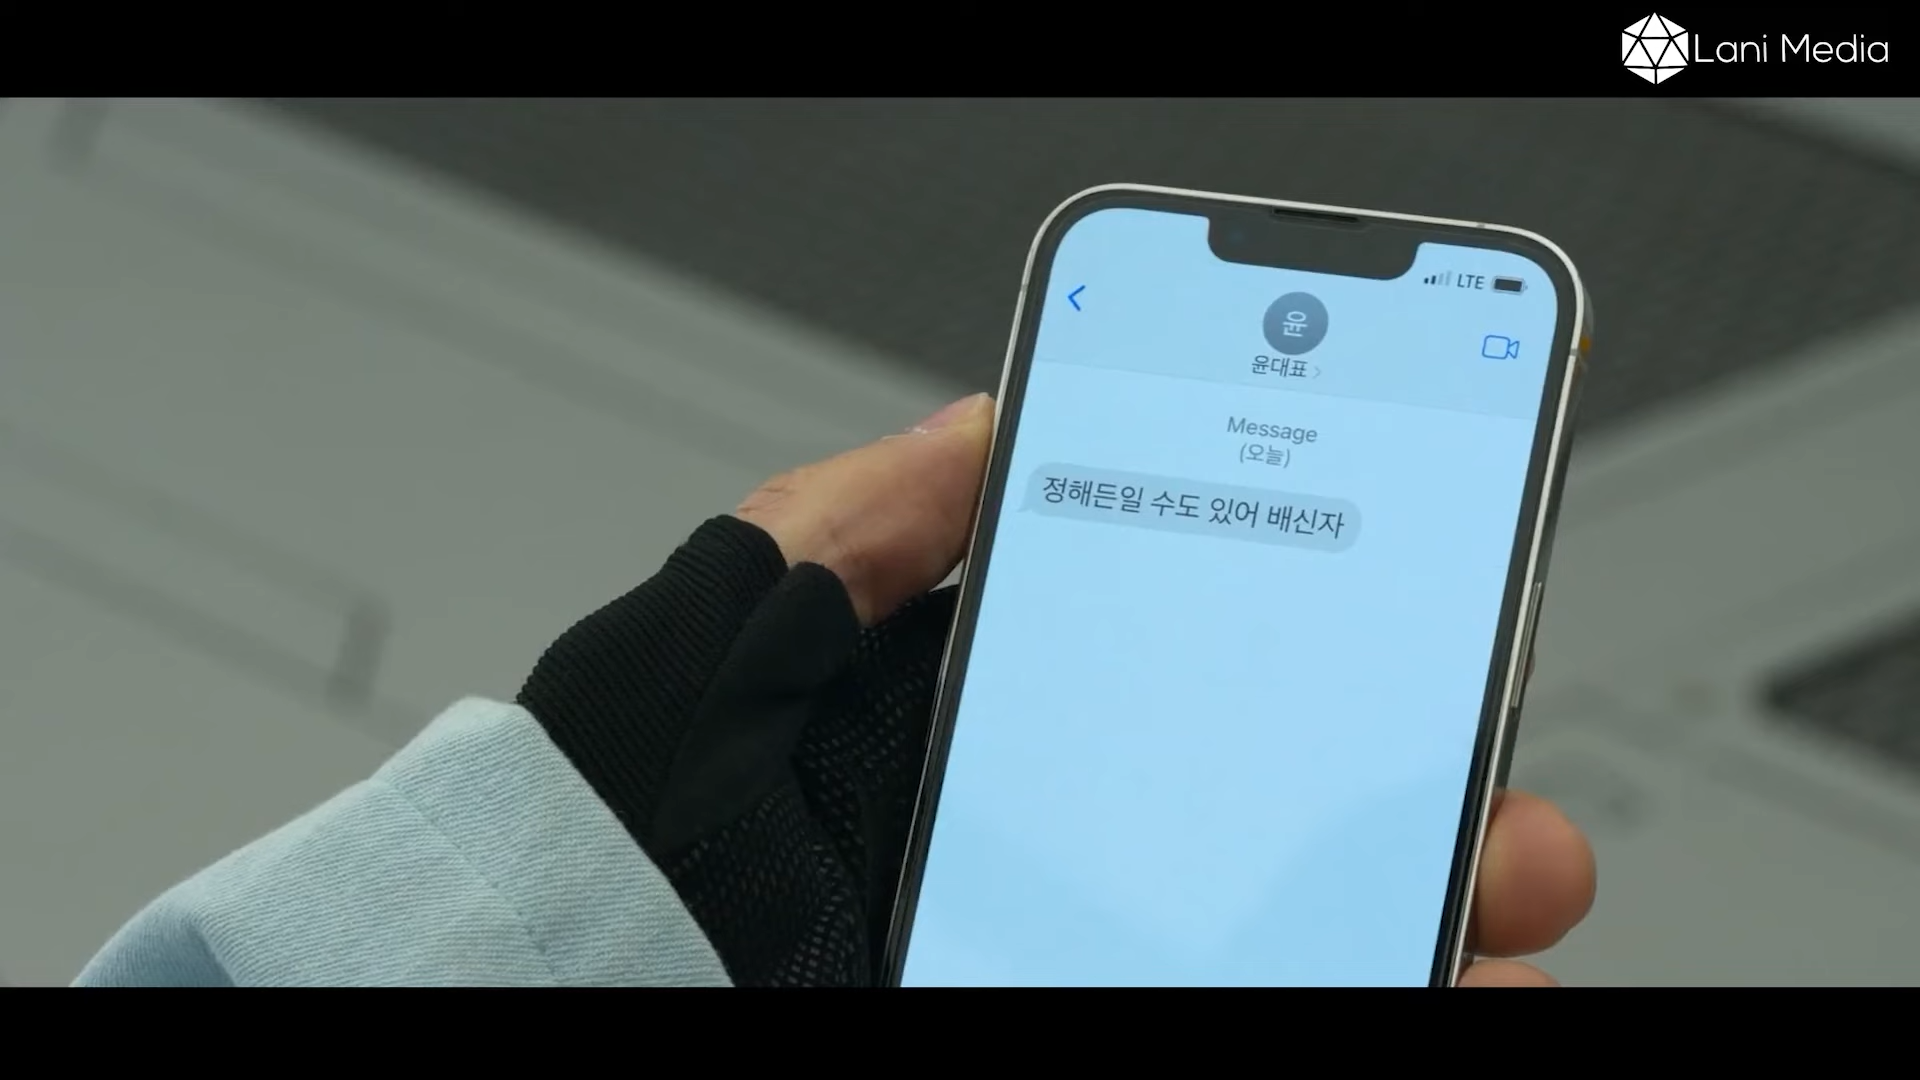 Lani Media
LTE
윤
윤대표
Message
(오늘)
정해든일 수도 있어 배신자